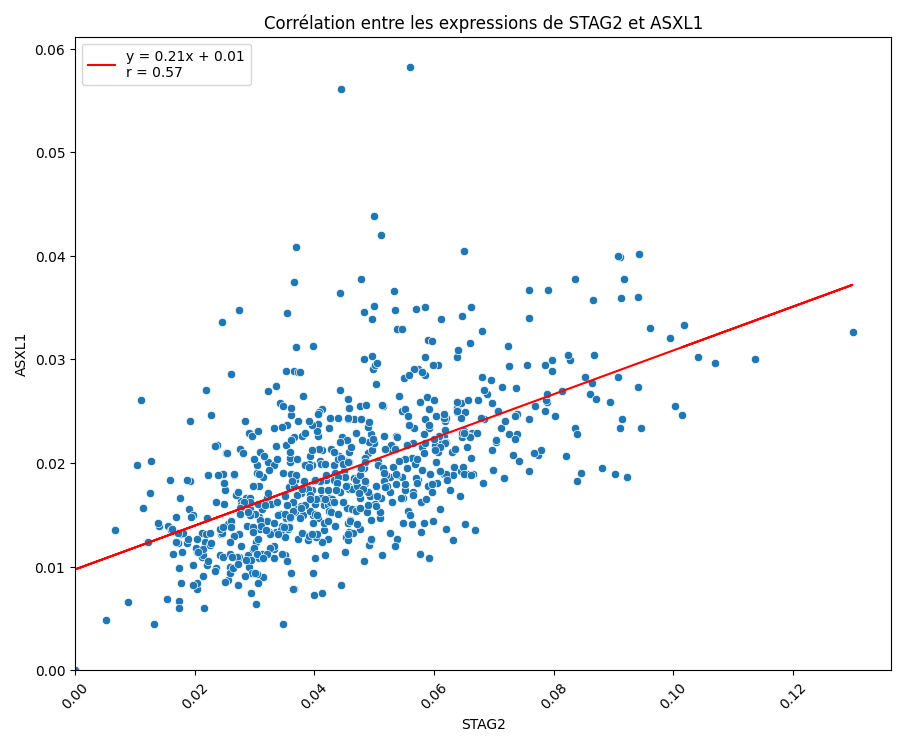 Corrélation entre les expressions de STAG2 et ASXL1
y = 0.21x + 0.01
r = 0.57
0.06
0.05
0.04
0.03
0.02
0.01
0.00
ASXL1
0.00 0.02 0.04 0.06 0.08 0.10 0.12
STAG2